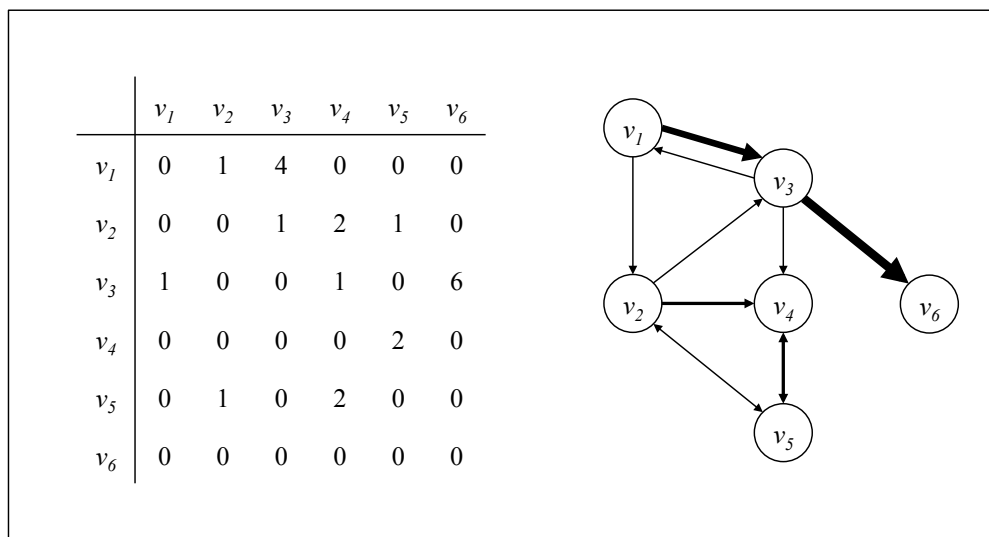 v1 v2 v3 v4 v5 v6
v1 0 1 4 0 0 0
v2 0 0 1 2 1 0
v3 1 0 0 1 0 6
v4 0 0 0 0 2 0
v5 0 1 0 2 0 0
v6 0 0 0 0 0 0
v1
v3
v2
v4
v6
v5